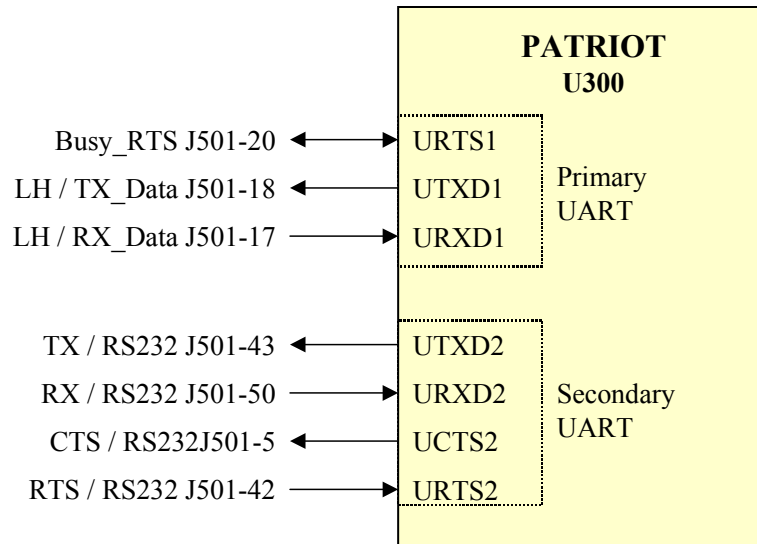 PATRIOT
U300
Busy_RTS J501-20 URTS1
LH / TX_Data J501-18 UTXD1
LH / RX_Data J501-17 URXD1
Primary
UART
TX / RS232 J501-43 UTXD2
RX / RS232 J501-50 URXD2
CTS / RS232J501-5 UCTS2
RTS / RS232 J501-42 URTS2
Secondary
UART